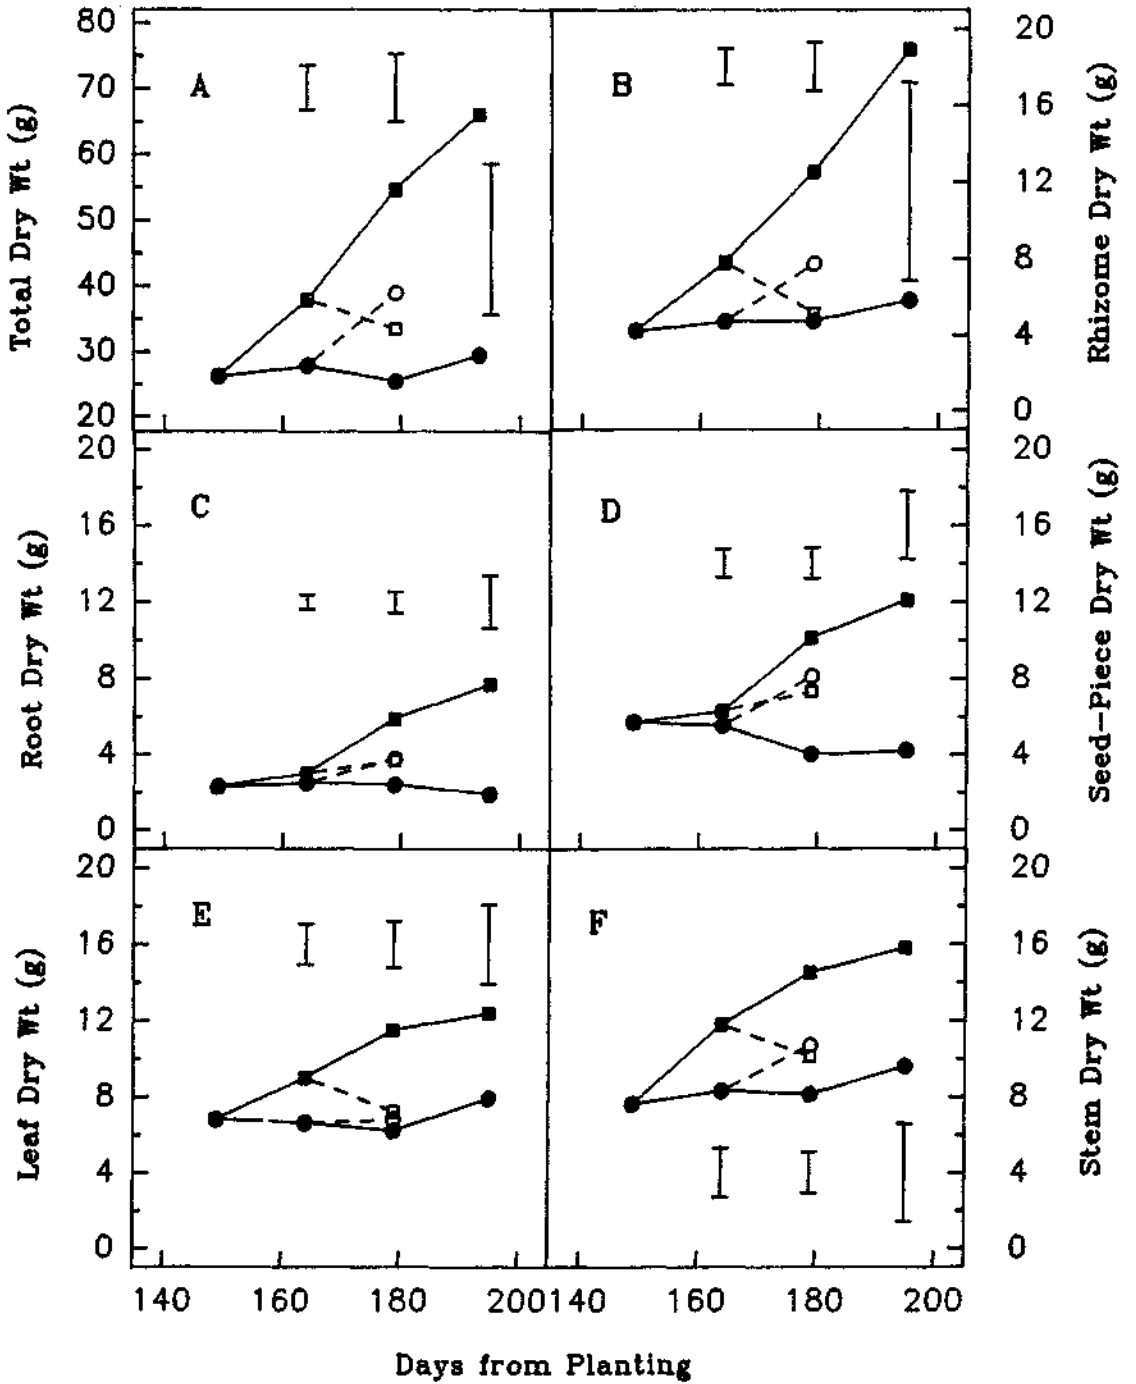 Total Dry Wt (g)
80
70
60
50
40
30
20
A
B
20
16
12
8
4
0
Rhizome Dry Wt (g)
Root Dry Wt (g)
20
16
12
8
4
0
C
D
20
16
12
8
4
0
Seed-Piece Dry Wt (g)
Leaf Dry Wt (g)
20
16
12
8
4
0
E
F
20
16
12
8
4
0
Stem Dry Wt (g)
140 160 180 200 140 160 180 200
Days from Planting